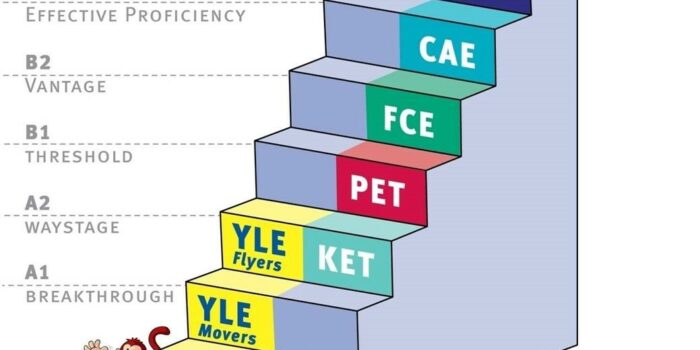 EFFECTIVE PROFICIENCY
CAE
B2
VANTAGE
FCE
B1
THRESHOLD
PET
A2
WAYSTAGE
YLE
Flyers
KET
A1
BREAKTHROUGH
YLE
Movers